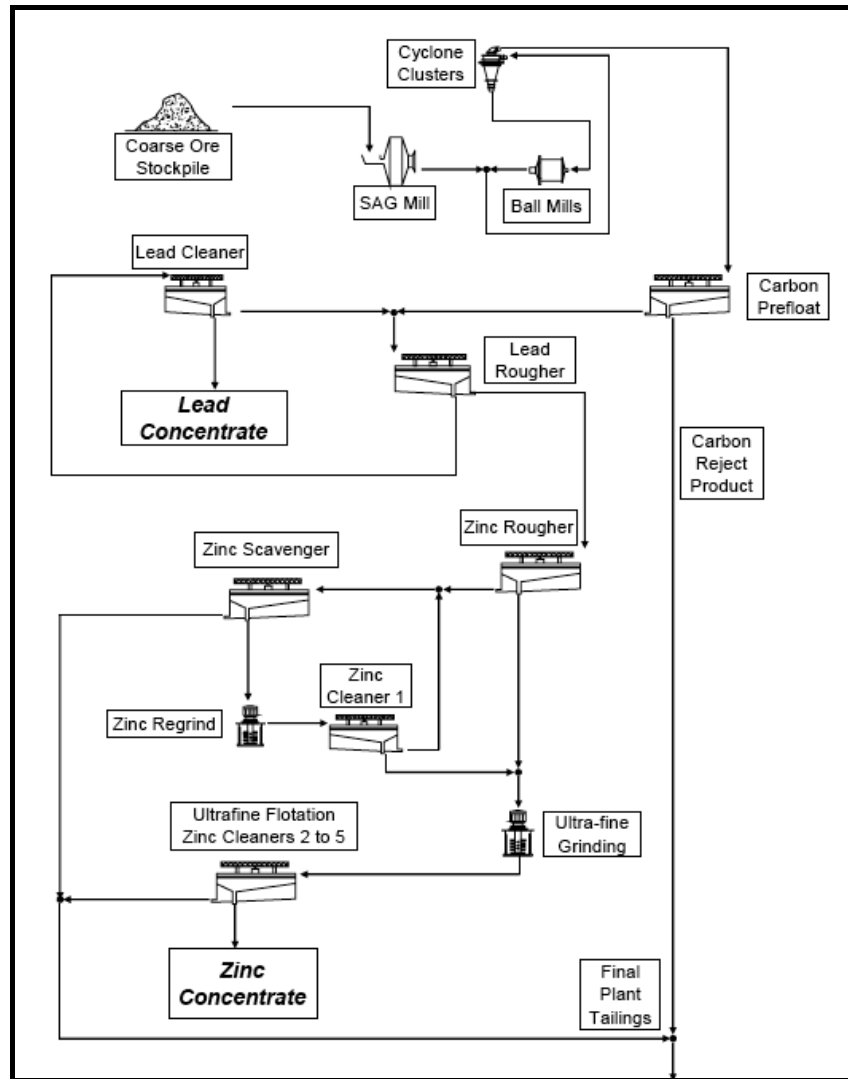 Cyclone
Clusters
Coarse Ore
Stockpile
SAG Mill
Ball Mills
Lead Cleaner
Carbon
Prefloat
Lead
Rougher
Lead
Concentrate
Carbon
Reject
Product
Zinc Rougher
Zinc Scavenger
Zinc
Cleaner 1
Zinc Regrind
Ultrafine Flotation
Zinc Cleaners 2 to 5
Ultra-fine
Grinding
Zinc
Concentrate
Final
Plant
Tailings